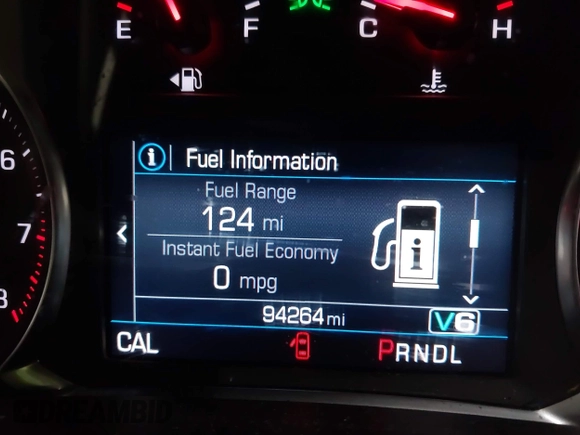 E F C H
Fuel Information
Fuel Range
124 mi
Instant Fuel Economy
0 mpg
94264 mi V6
CAL PRNDL
6
7
8
DREAMBID